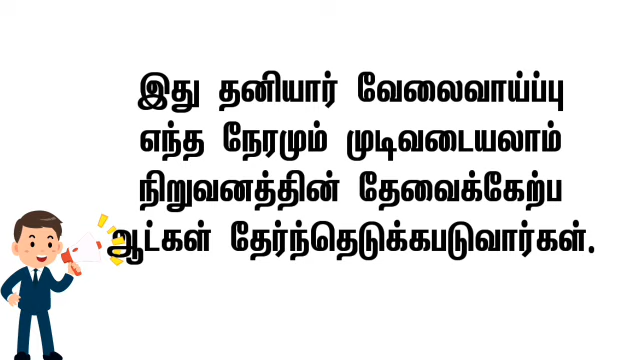 இது தனியார் வேலைவாய்ப்பு
எந்த நேரமும் முடிவடையலாம்
நிறுவனத்தின் தேவைக்கேற்ப
ஆட்கள் தேர்ந்தெடுக்கபடுவார்கள்.